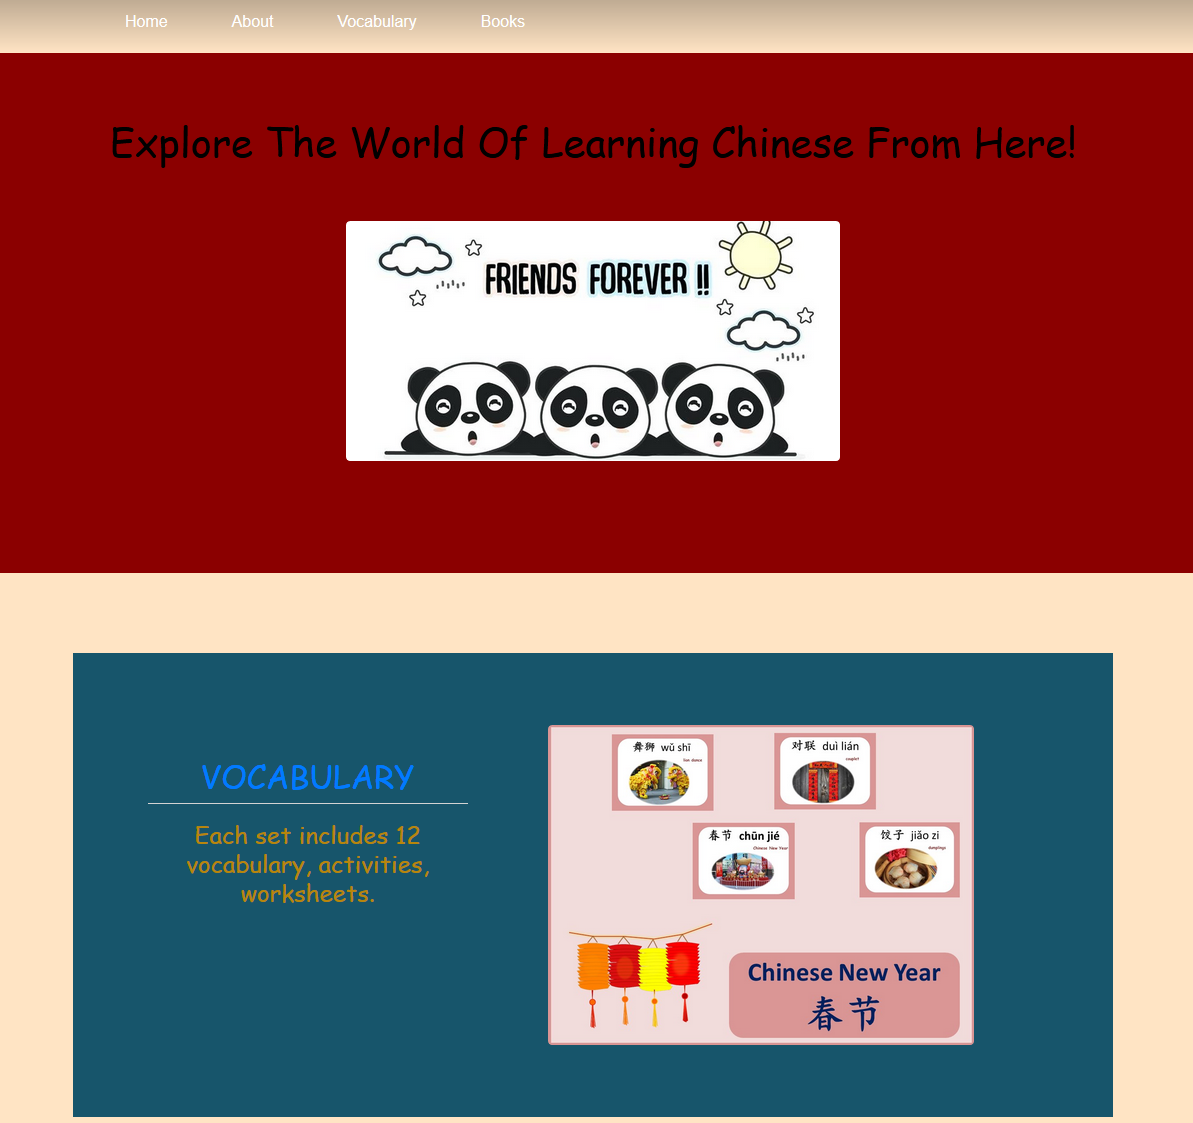 Home About Vocabulary Books
Explore The World Of Learning Chinese From Here!
FRIENDS FOREVER !!
VOCABULARY
Each set includes 12
vocabulary, activities,
worksheets.
舞狮 wǔ shī
lion dance
对联 duì lián
couplet
春节 chūn jié
Chinese New Year
饺子 jiǎo zi
dumplings
Chinese New Year
春节